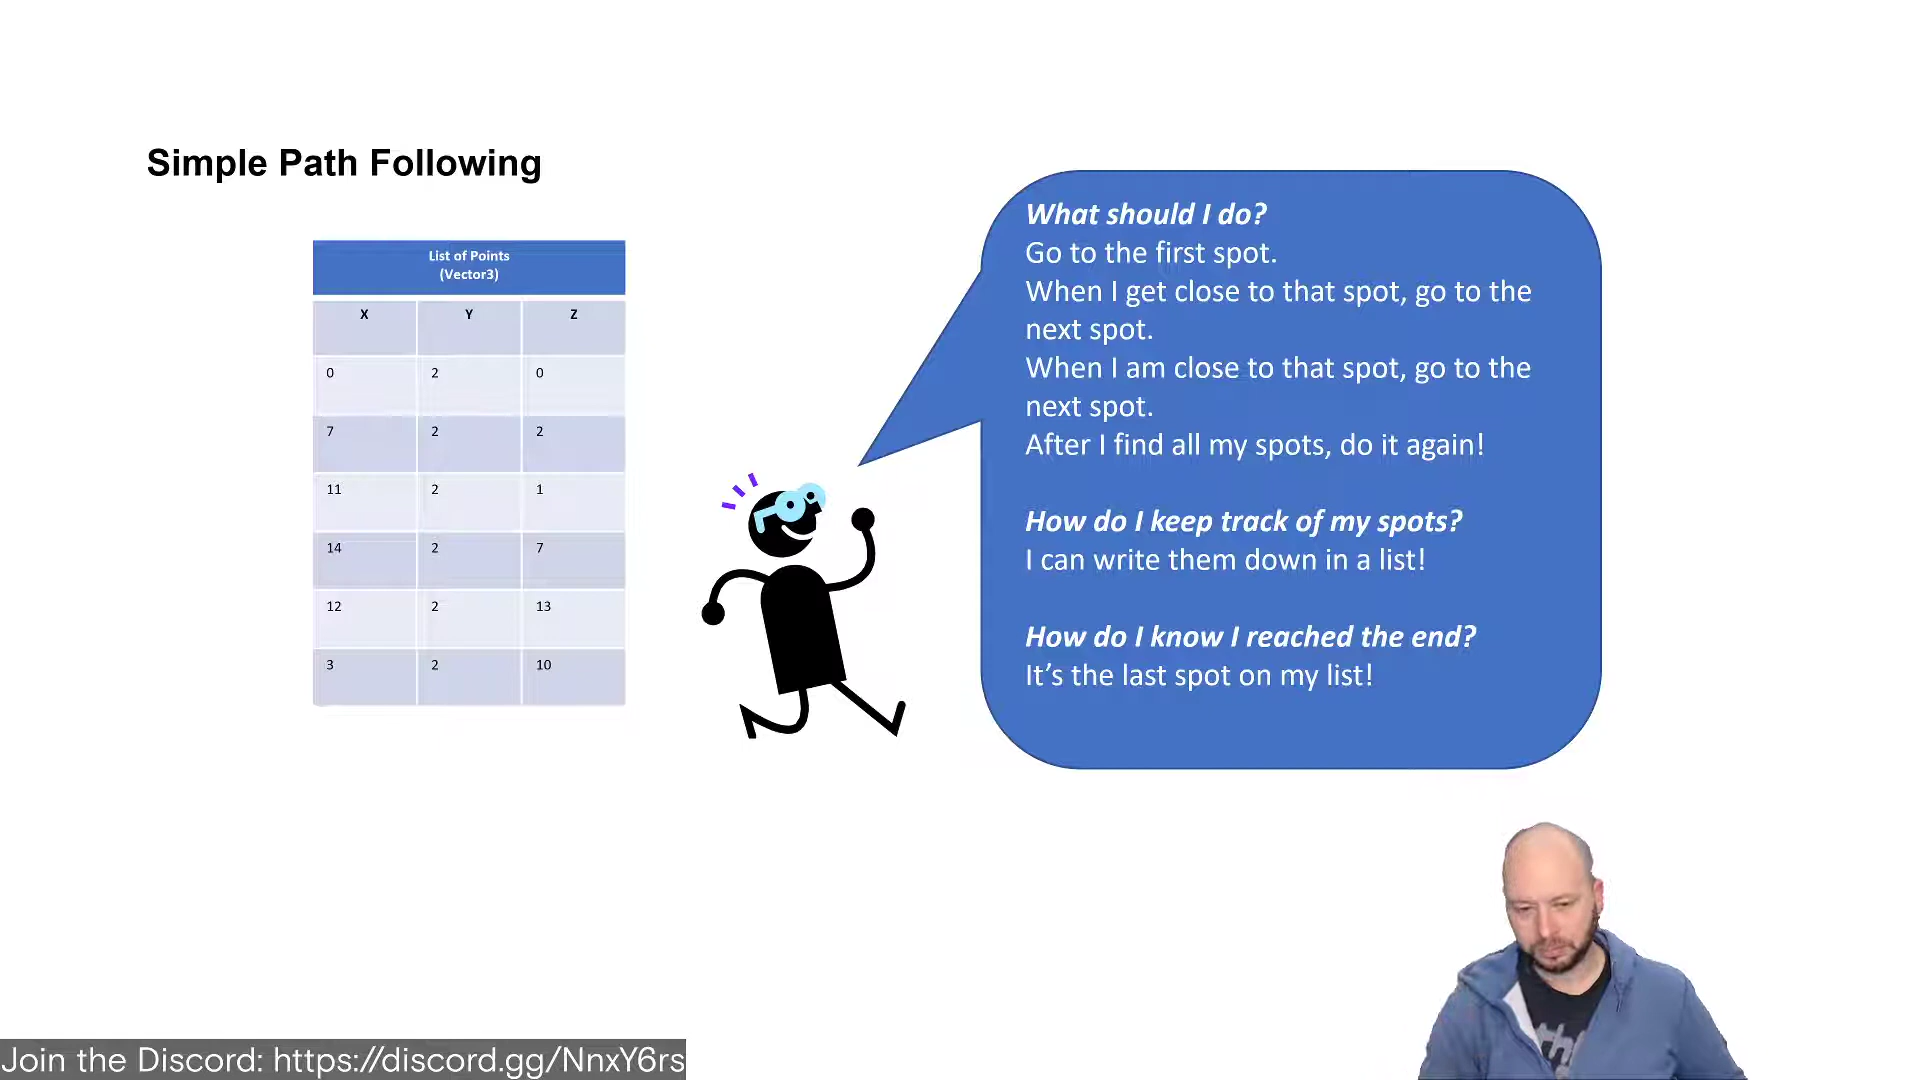 Simple Path Following
List of Points
(Vector3)
X Y Z
0 2 0
7 2 2
11 2 1
14 2 7
12 2 13
3 2 10
What should I do?
Go to the first spot.
When I get close to that spot, go to the
next spot.
When I am close to that spot, go to the
next spot.
After I find all my spots, do it again!
How do I keep track of my spots?
I can write them down in a list!
How do I know I reached the end?
It’s the last spot on my list!
Join the Discord: https://discord.gg/NnxY6rs